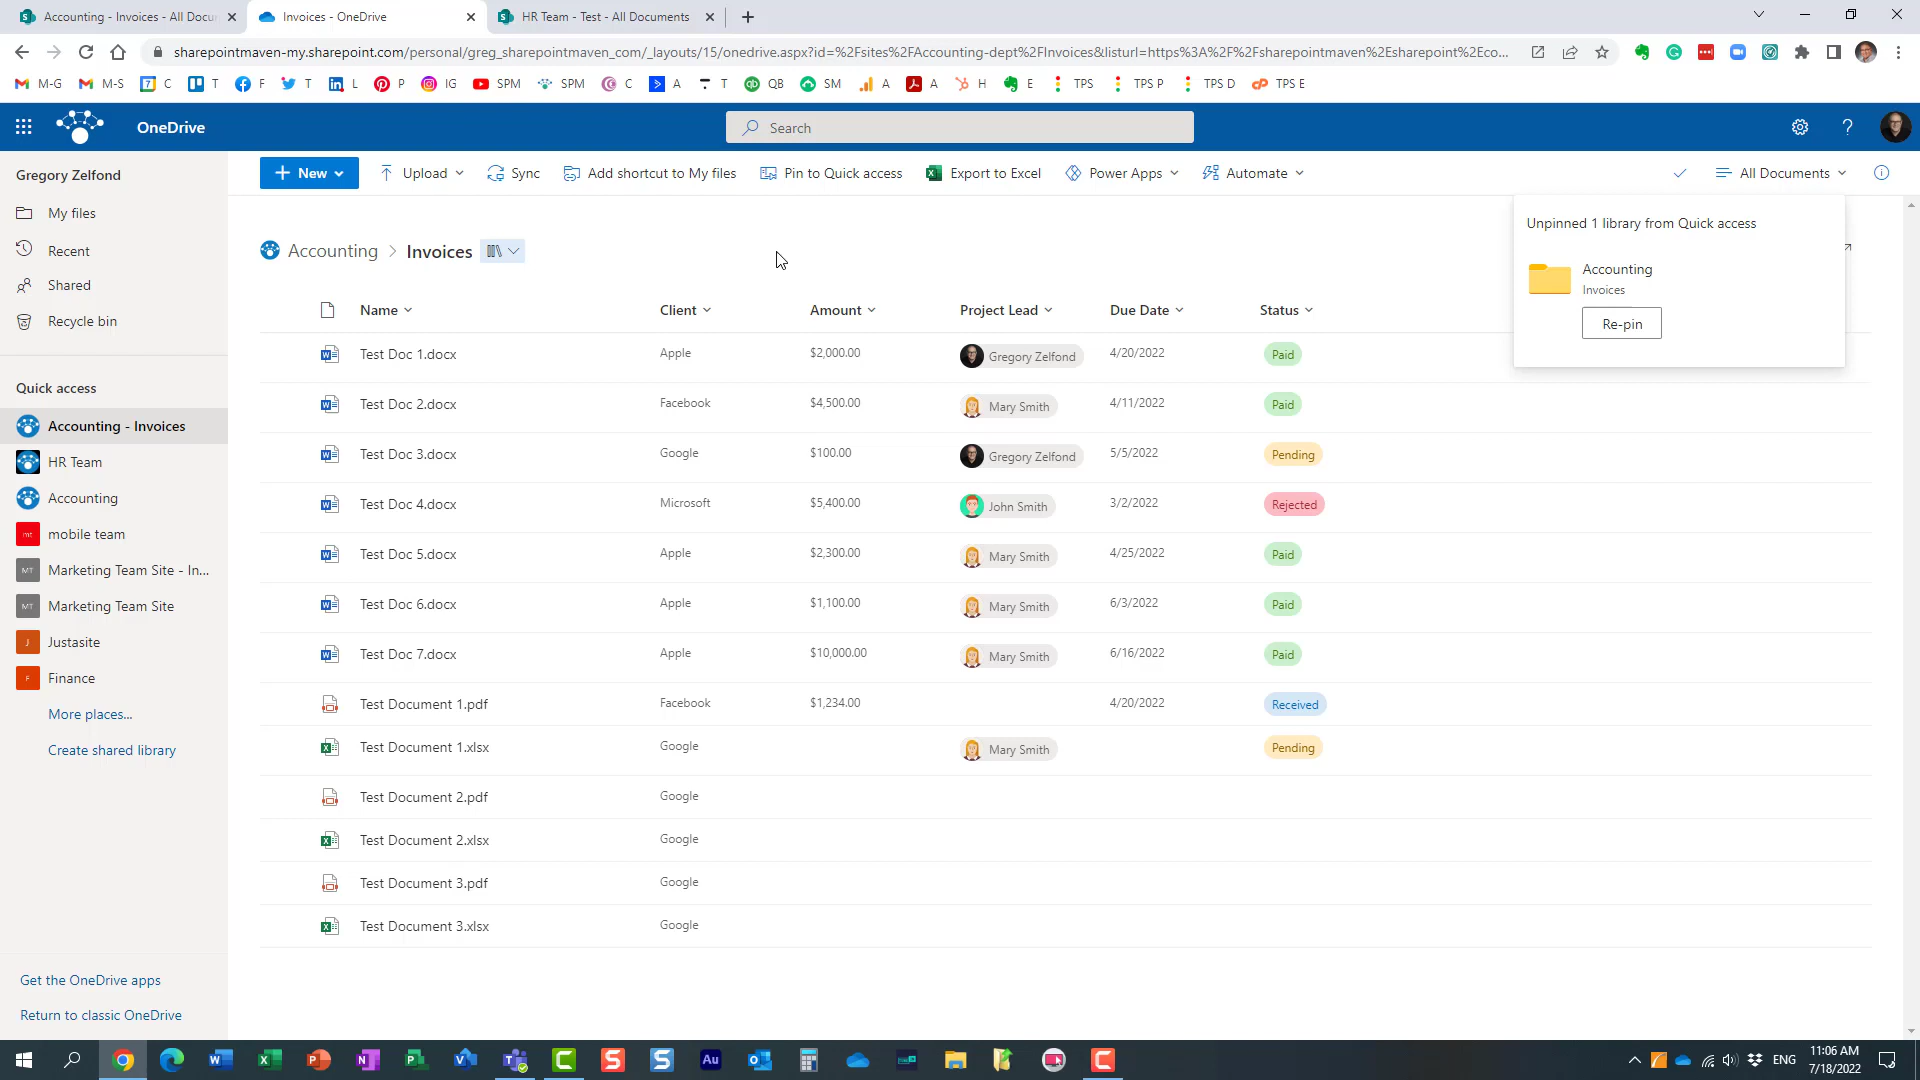 Accounting - Invoices - All Docu
Invoices - OneDrive
HR Team - Test - All Documents
sharepointmaven-my.sharepoint.com/personal/greg_sharepointmaven_com/_layouts/15/onedrive.aspx?id=%2Fsites%2FAccounting-dept%2FInvoices&listurl=https%3A%2F%2Fsharepointmaven%2Esharepoint%2Eco...
M-G M-S C T F T L P IG SPM SPM C A T QB SM A A H E TPS TPS P TPS D TPS E
OneDrive
Search
Gregory Zelfond
My files
Recent
Shared
Recycle bin
Quick access
Accounting - Invoices
HR Team
Accounting
mt mobile team
MT Marketing Team Site - In...
MT Marketing Team Site
J Justasite
F Finance
More places...
Create shared library
Get the OneDrive apps
Return to classic OneDrive
New Upload Sync Add shortcut to My files Pin to Quick access Export to Excel Power Apps Automate All Documents
Unpinned 1 library from Quick access
Accounting
Invoices
Re-pin
Accounting > Invoices
Name Client Amount Project Lead Due Date Status
Test Doc 1.docx Apple $2,000.00 Gregory Zelfond 4/20/2022 Paid
Test Doc 2.docx Facebook $4,500.00 Mary Smith 4/11/2022 Paid
Test Doc 3.docx Google $100.00 Gregory Zelfond 5/5/2022 Pending
Test Doc 4.docx Microsoft $5,400.00 John Smith 3/2/2022 Rejected
Test Doc 5.docx Apple $2,300.00 Mary Smith 4/25/2022 Paid
Test Doc 6.docx Apple $1,100.00 Mary Smith 6/3/2022 Paid
Test Doc 7.docx Apple $10,000.00 Mary Smith 6/16/2022 Paid
Test Document 1.pdf Facebook $1,234.00 4/20/2022 Received
Test Document 1.xlsx Google Mary Smith Pending
Test Document 2.pdf Google
Test Document 2.xlsx Google
Test Document 3.pdf Google
Test Document 3.xlsx Google
ENG
11:06 AM
7/18/2022